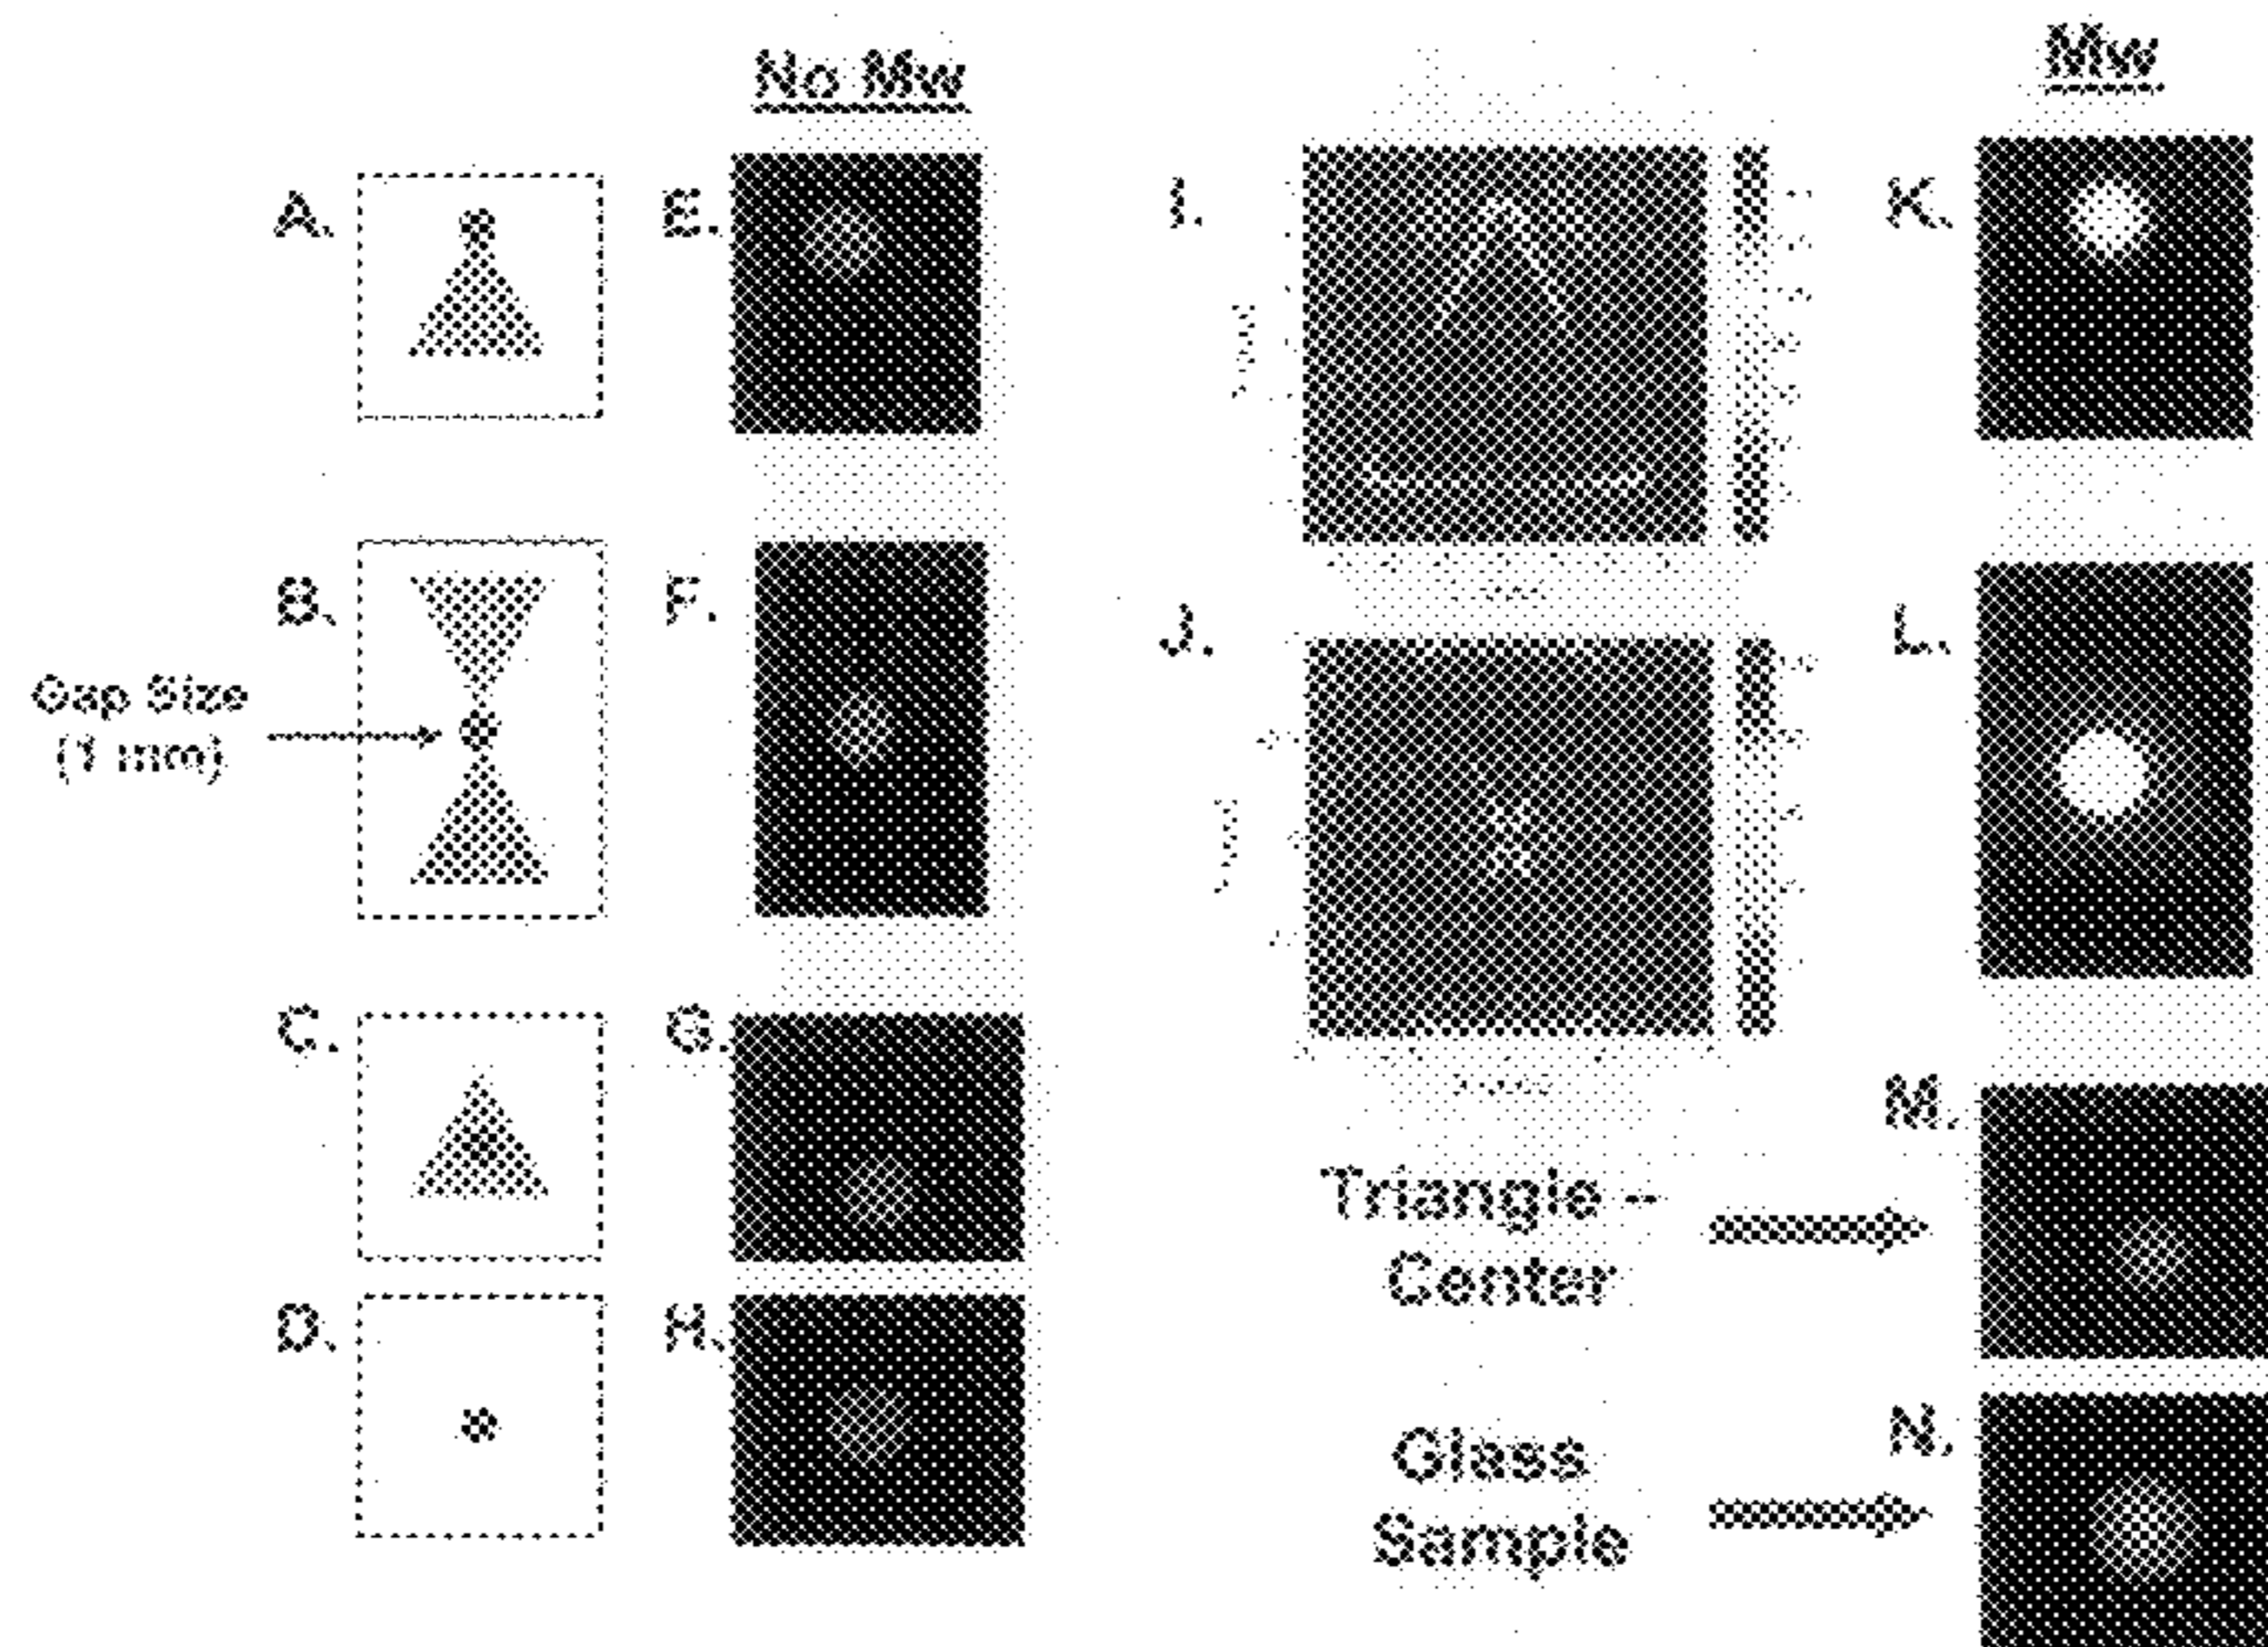 No Mw
Mw
A.
E.
I.
K.
B.
F.
J.
L.
Gap Size
(1 mm)
C.
G.
M.
Triangle --
Center
D.
H.
N.
Glass
Sample